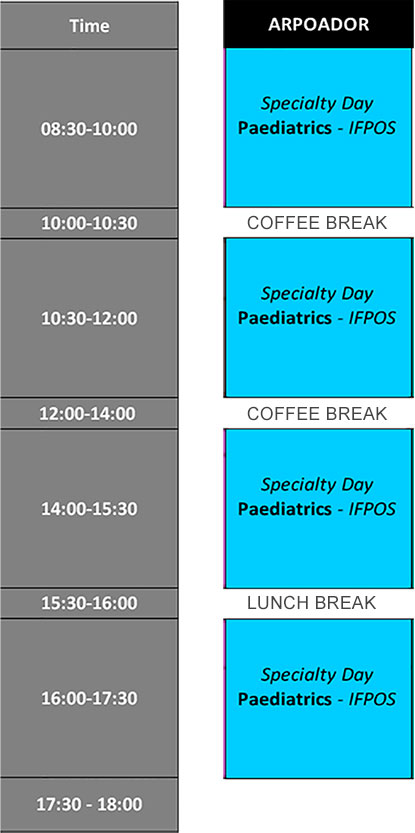 Time ARPOADOR
08:30-10:00
Specialty Day
Paediatrics - IFPOS
10:00-10:30 COFFEE BREAK
10:30-12:00
Specialty Day
Paediatrics - IFPOS
12:00-14:00 COFFEE BREAK
14:00-15:30
Specialty Day
Paediatrics - IFPOS
15:30-16:00 LUNCH BREAK
16:00-17:30
Specialty Day
Paediatrics - IFPOS
17:30 - 18:00